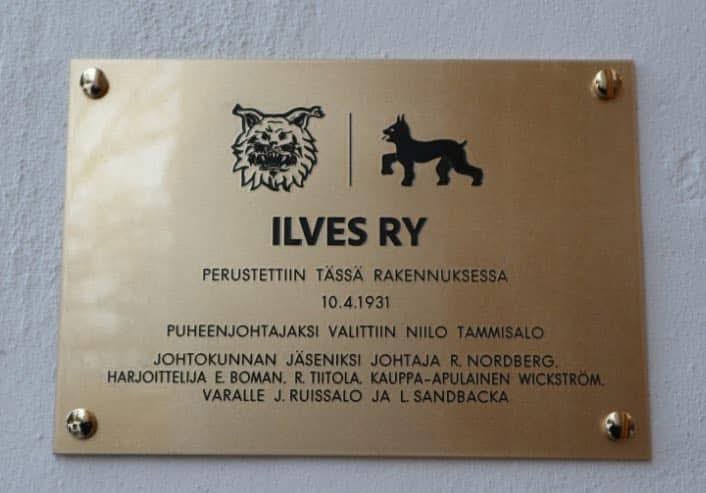 ILVES RY
PERUSTETTIIN TÄSSÄ RAKENNUKSESSA
10.4.1931
PUHEENJOHTAJAKSI VALITTIIN NIILO TAMMISALO
JOHTOKUNNAN JÄSENIKSI JOHTAJA R. NORDBERG,
HARJOITTELIJA E. BOMAN, R. TIITOLA, KAUPPA-APULAINEN WICKSTRÖM,
VARALLE J. RUISSALO JA L. SANDBACKA